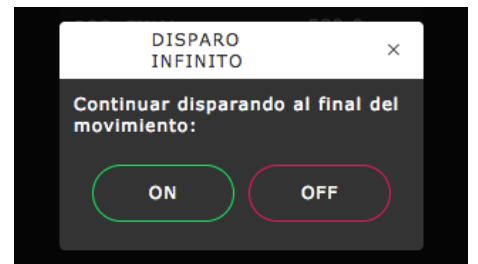 DISPARO
INFINITO
×
Continuar disparando al final del
movimiento:
ON
OFF